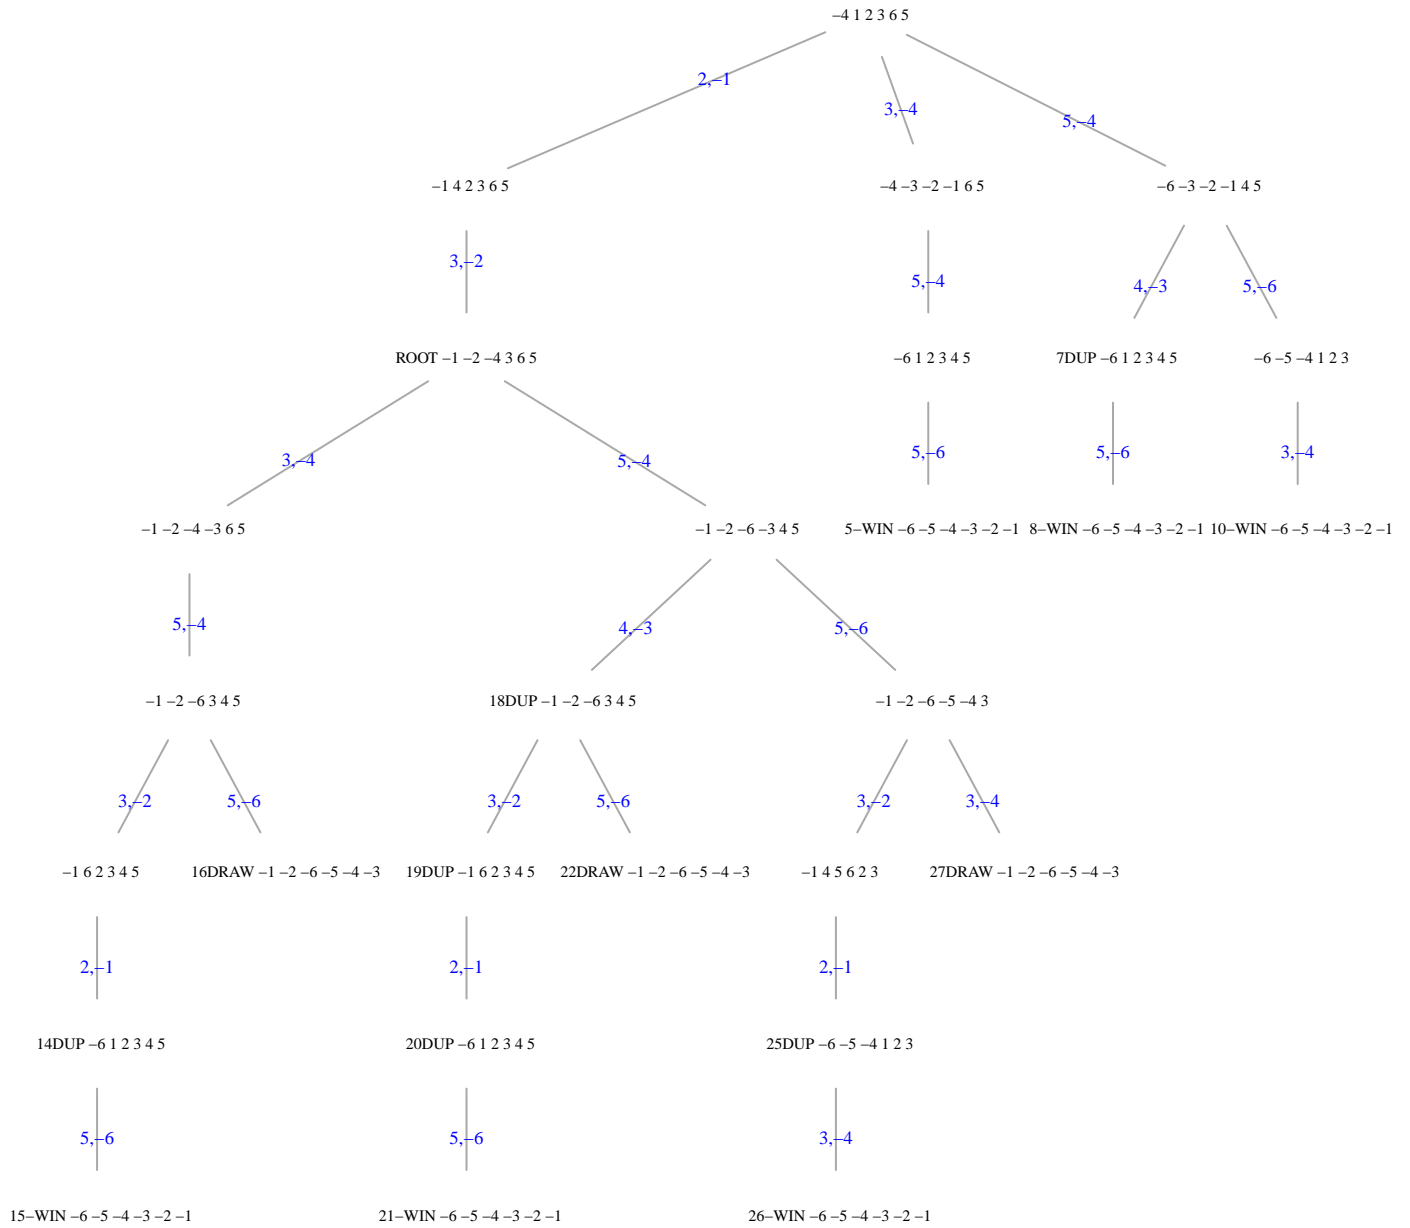 –4 1 2 3 6 5
2,–1
3,–4
5,–4
–1 4 2 3 6 5
–4 –3 –2 –1 6 5
–6 –3 –2 –1 4 5
3,–2
5,–4
4,–3
5,–6
ROOT –1 –2 –4 3 6 5
–6 1 2 3 4 5
7DUP –6 1 2 3 4 5
–6 –5 –4 1 2 3
3,–4
5,–4
5,–6
5,–6
3,–4
–1 –2 –4 –3 6 5
–1 –2 –6 –3 4 5
5–WIN –6 –5 –4 –3 –2 –1
8–WIN –6 –5 –4 –3 –2 –1
10–WIN –6 –5 –4 –3 –2 –1
5,–4
4,–3
5,–6
–1 –2 –6 3 4 5
18DUP –1 –2 –6 3 4 5
–1 –2 –6 –5 –4 3
3,–2
5,–6
3,–2
5,–6
3,–2
3,–4
–1 6 2 3 4 5
16DRAW –1 –2 –6 –5 –4 –3
19DUP –1 6 2 3 4 5
22DRAW –1 –2 –6 –5 –4 –3
–1 4 5 6 2 3
27DRAW –1 –2 –6 –5 –4 –3
2,–1
2,–1
2,–1
14DUP –6 1 2 3 4 5
20DUP –6 1 2 3 4 5
25DUP –6 –5 –4 1 2 3
5,–6
5,–6
3,–4
15–WIN –6 –5 –4 –3 –2 –1
21–WIN –6 –5 –4 –3 –2 –1
26–WIN –6 –5 –4 –3 –2 –1